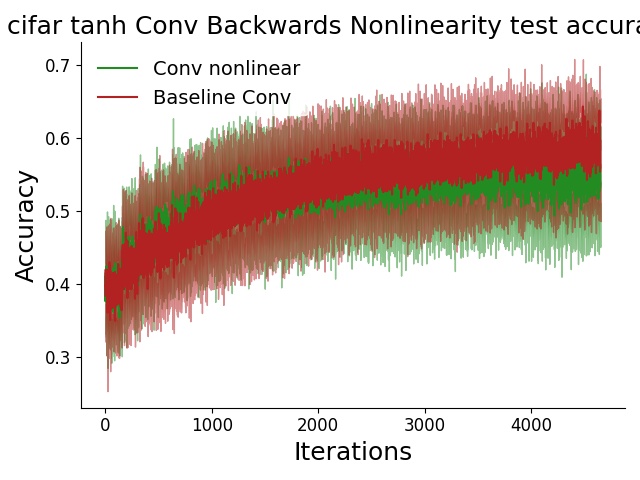 cifar tanh Conv Backwards Nonlinearity test accura
0.7
0.6
0.5
0.4
0.3
Accuracy
Conv nonlinear
Baseline Conv
0 1000 2000 3000 4000
Iterations